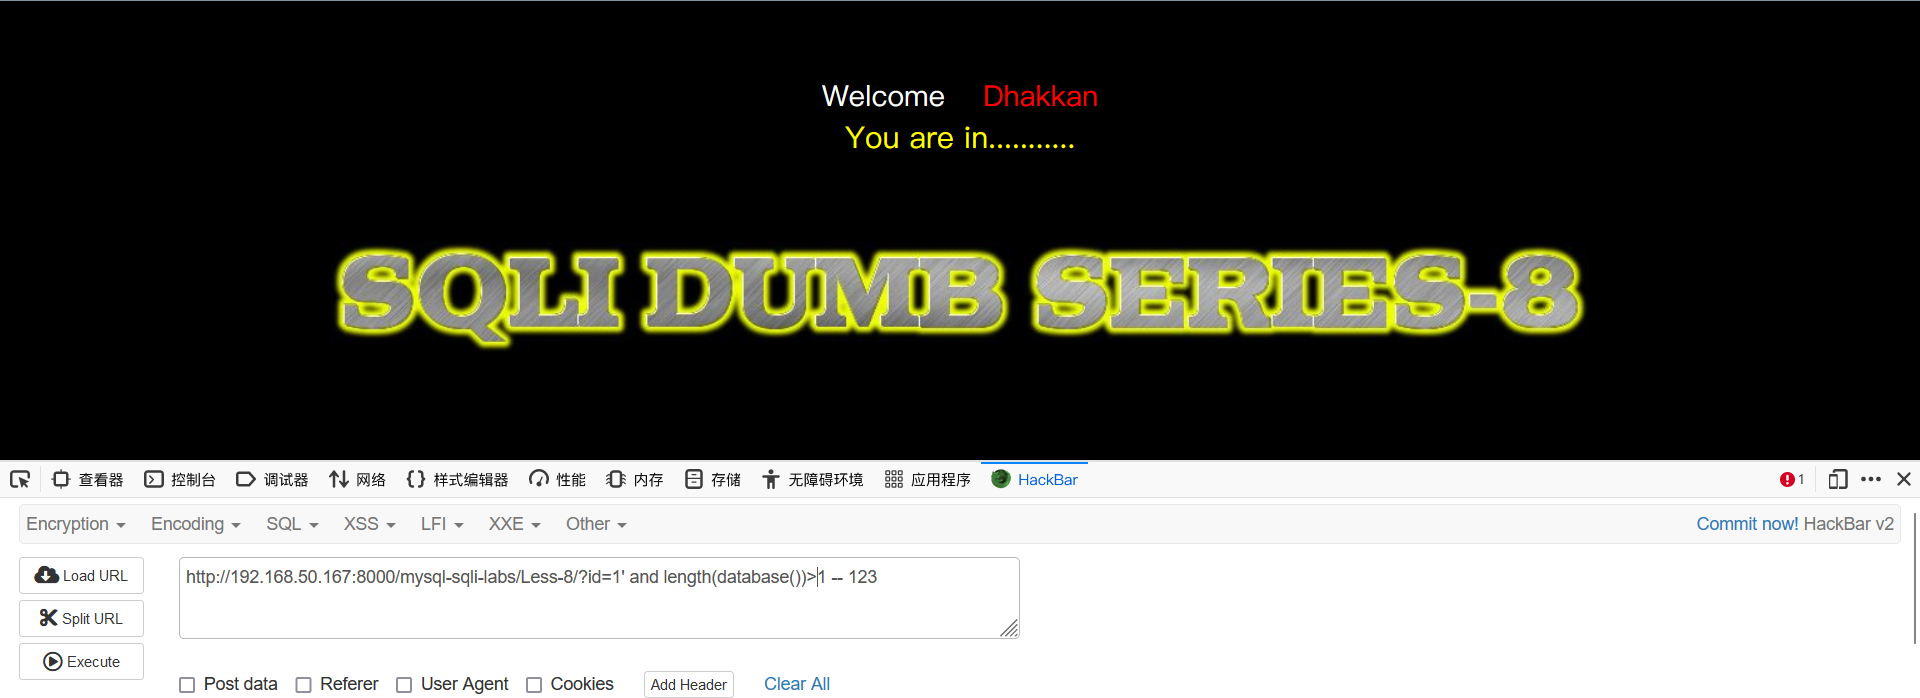 Welcome Dhakkan
You are in...........
SQLI DUMB SERIES-8
查看器 控制台 调试器 网络 样式编辑器 性能 内存 存储 无障碍环境 应用程序 HackBar 1
Encryption Encoding SQL XSS LFI XXE Other Commit now! HackBar v2
Load URL http://192.168.50.167:8000/mysql-sqli-labs/Less-8/?id=1' and length(database())>1 -- 123
Split URL
Execute
Post data Referer User Agent Cookies Add Header Clear All